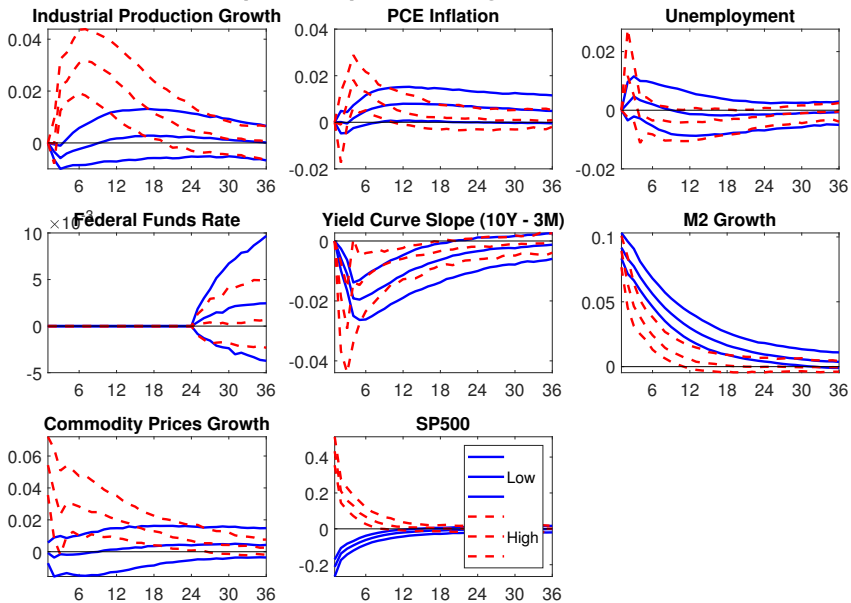 Industrial Production Growth
0.04
0.02
0
6 12 18 24 30 36
PCE Inflation
0.04
0.02
0
-0.02
6 12 18 24 30 36
Unemployment
0.02
0
-0.02
6 12 18 24 30 36
Federal Funds Rate
10
5
0
-5
6 12 18 24 30 36
Yield Curve Slope (10Y - 3M)
0
-0.02
-0.04
6 12 18 24 30 36
M2 Growth
0.1
0.05
0
6 12 18 24 30 36
Commodity Prices Growth
0.06
0.04
0.02
0
6 12 18 24 30 36
SP500
0.4
0.2
0
-0.2
6 12 18 24 30 36
Low
High